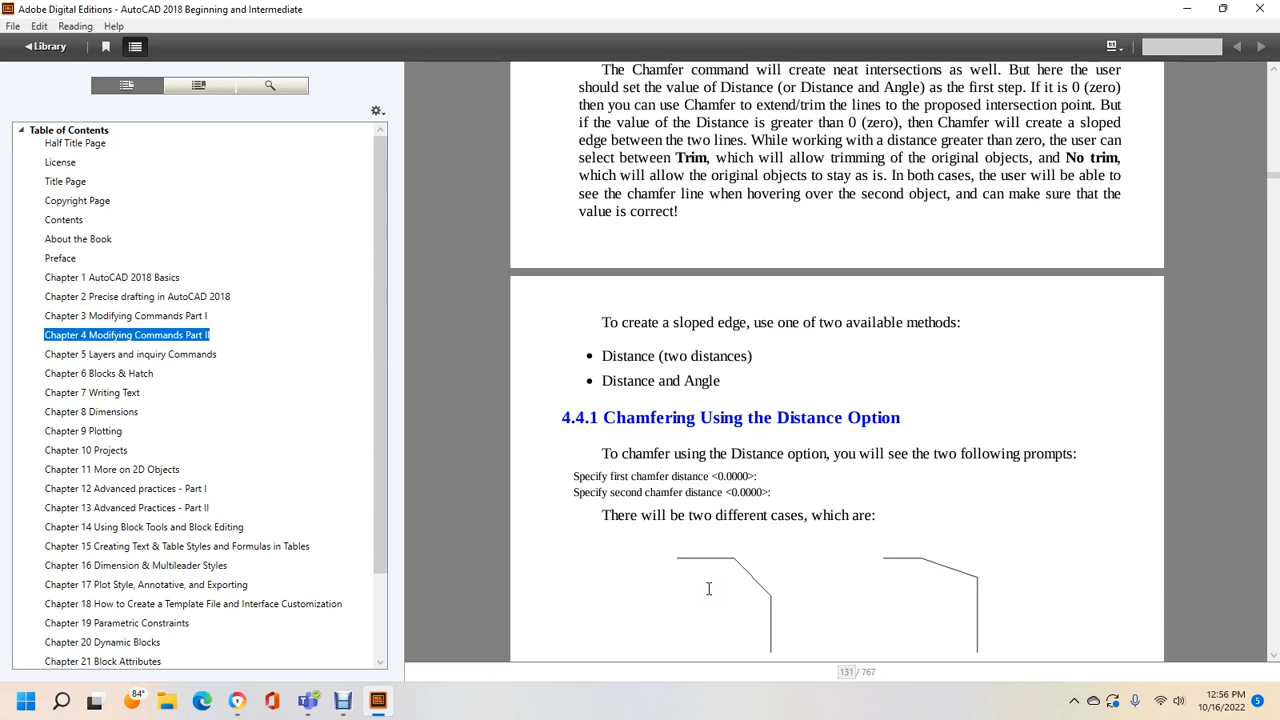 Adobe Digital Editions - AutoCAD 2018 Beginning and Intermediate
File Edit Reading Help
Library
Table of Contents
Half Title Page
License
Title Page
Copyright Page
Contents
About the Book
Preface
Chapter 1 AutoCAD 2018 Basics
Chapter 2 Precise drafting in AutoCAD 2018
Chapter 3 Modifying Commands Part I
Chapter 4 Modifying Commands Part II
Chapter 5 Layers and inquiry Commands
Chapter 6 Blocks & Hatch
Chapter 7 Writing Text
Chapter 8 Dimensions
Chapter 9 Plotting
Chapter 10 Projects
Chapter 11 More on 2D Objects
Chapter 12 Advanced practices - Part I
Chapter 13 Advanced Practices - Part II
Chapter 14 Using Block Tools and Block Editing
Chapter 15 Creating Text & Table Styles and Formulas in Tables
Chapter 16 Dimension & Multileader Styles
Chapter 17 Plot Style, Annotative, and Exporting
Chapter 18 How to Create a Template File and Interface Customization
Chapter 19 Parametric Constraints
Chapter 20 Dynamic Blocks
Chapter 21 Block Attributes
The Chamfer command will create neat intersections as well. But here the user
should set the value of Distance (or Distance and Angle) as the first step. If it is 0 (zero)
then you can use Chamfer to extend/trim the lines to the proposed intersection point. But
if the value of the Distance is greater than 0 (zero), then Chamfer will create a sloped
edge between the two lines. While working with a distance greater than zero, the user can
select between Trim, which will allow trimming of the original objects, and No trim,
which will allow the original objects to stay as is. In both cases, the user will be able to
see the chamfer line when hovering over the second object, and can make sure that the
value is correct!
To create a sloped edge, use one of two available methods:
• Distance (two distances)
• Distance and Angle
4.4.1 Chamfering Using the Distance Option
To chamfer using the Distance option, you will see the two following prompts:
Specify first chamfer distance <0.0000>:
Specify second chamfer distance <0.0000>:
There will be two different cases, which are:
131 / 767
84°
12:56 PM
10/16/2022
5